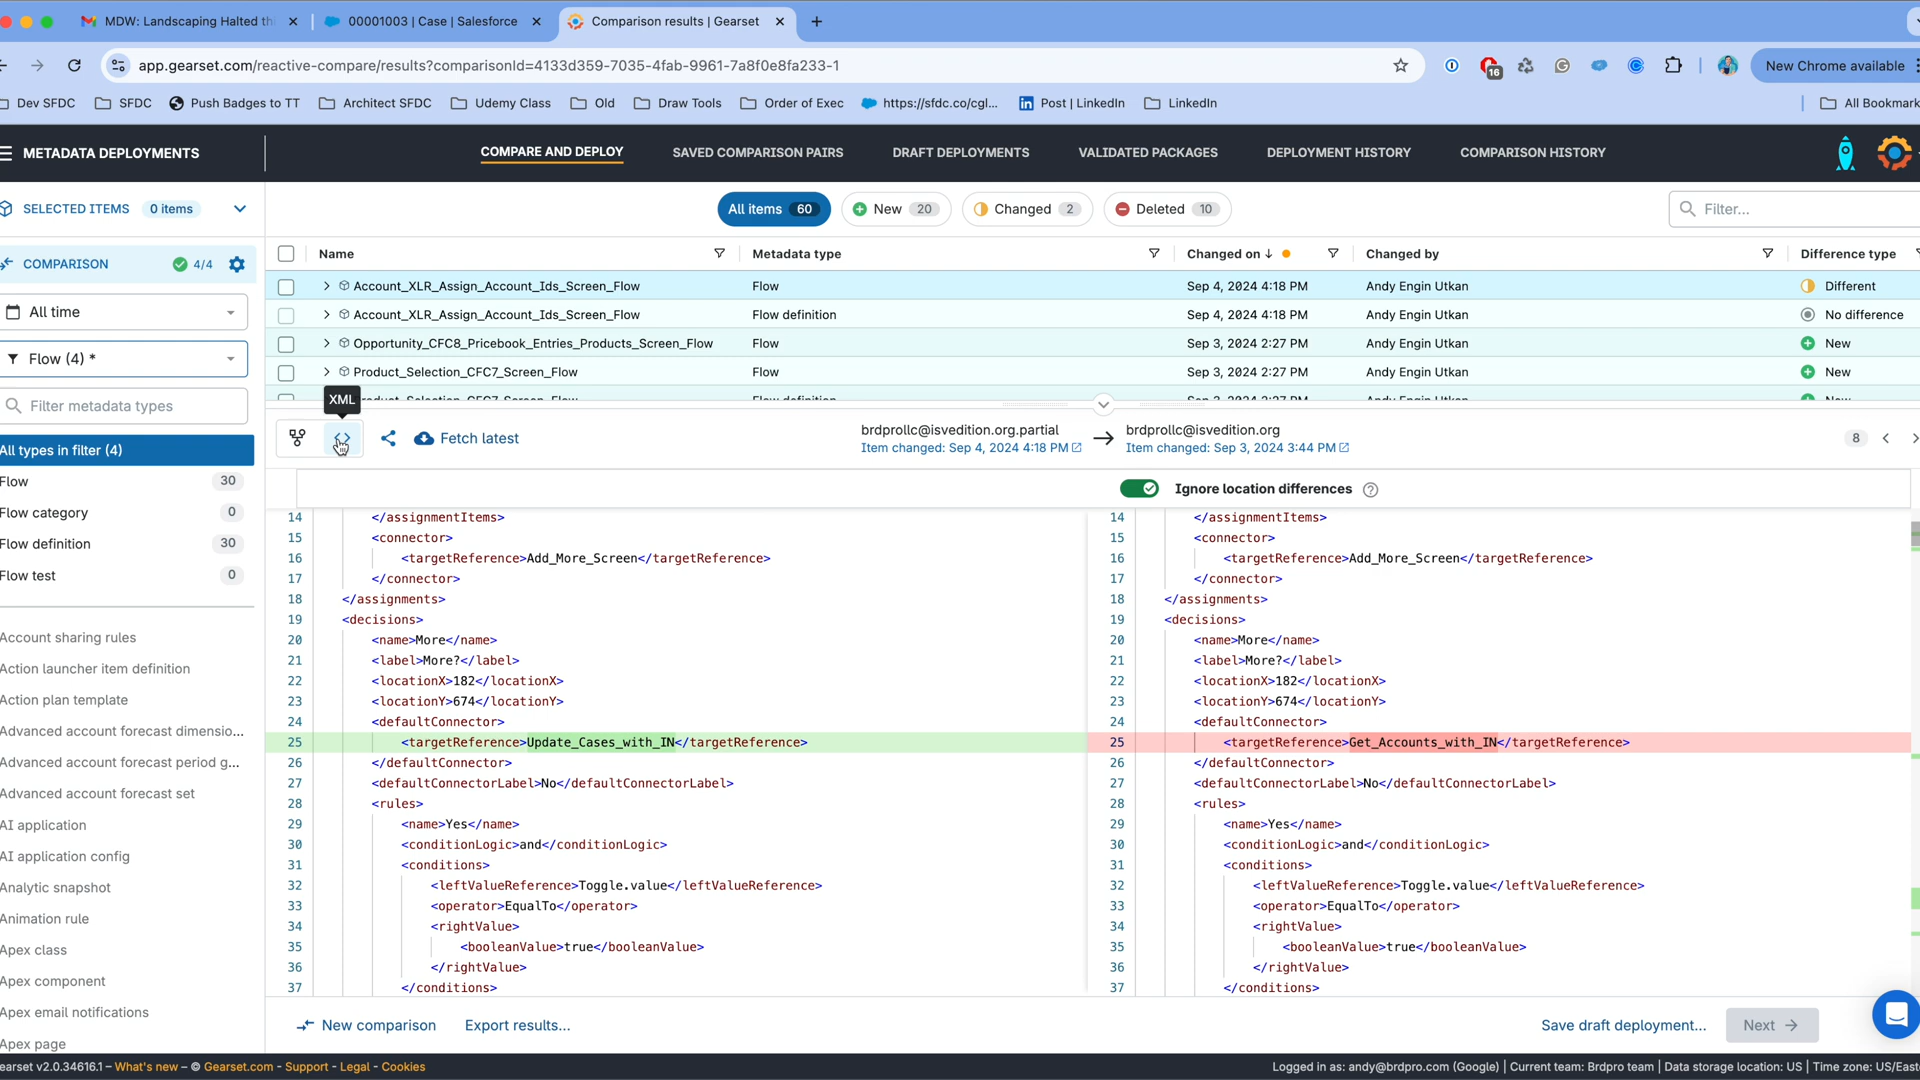 MDW: Landscaping Halted th
00001003 | Case | Salesforce
Comparison results | Gearset
app.gearset.com/reactive-compare/results?comparisonId=4133d359-7035-4fab-9961-7a8f0e8fa233-1
16
New Chrome available
Dev SFDC
SFDC
Push Badges to TT
Architect SFDC
Udemy Class
Old
Draw Tools
Order of Exec
https://sfdc.co/cgl...
Post | LinkedIn
LinkedIn
All Bookmark
METADATA DEPLOYMENTS
COMPARE AND DEPLOY
SAVED COMPARISON PAIRS
DRAFT DEPLOYMENTS
VALIDATED PACKAGES
DEPLOYMENT HISTORY
COMPARISON HISTORY
SELECTED ITEMS 0 items
All items 60
New 20
Changed 2
Deleted 10
Filter...
COMPARISON 4/4
All time
Flow (4) *
Filter metadata types
All types in filter (4)
Flow 30
Flow category 0
Flow definition 30
Flow test 0
Account sharing rules
Action launcher item definition
Action plan template
Advanced account forecast dimensio...
Advanced account forecast period g...
Advanced account forecast set
AI application
AI application config
Analytic snapshot
Animation rule
Apex class
Apex component
Apex email notifications
Apex page
Name Metadata type Changed on Changed by Difference type
Account_XLR_Assign_Account_Ids_Screen_Flow Flow Sep 4, 2024 4:18 PM Andy Engin Utkan Different
Account_XLR_Assign_Account_Ids_Screen_Flow Flow definition Sep 4, 2024 4:18 PM Andy Engin Utkan No difference
Opportunity_CFC8_Pricebook_Entries_Products_Screen_Flow Flow Sep 3, 2024 2:27 PM Andy Engin Utkan New
Product_Selection_CFC7_Screen_Flow Flow Sep 3, 2024 2:27 PM Andy Engin Utkan New
XML
Fetch latest
brdprollc@isvedition.org.partial
Item changed: Sep 4, 2024 4:18 PM
brdprollc@isvedition.org
Item changed: Sep 3, 2024 3:44 PM
8
Ignore location differences
14 </assignmentItems>
15 <connector>
16 <targetReference>Add_More_Screen</targetReference>
17 </connector>
18 </assignments>
19 <decisions>
20 <name>More</name>
21 <label>More?</label>
22 <locationX>182</locationX>
23 <locationY>674</locationY>
24 <defaultConnector>
25 <targetReference>Update_Cases_with_IN</targetReference>
26 </defaultConnector>
27 <defaultConnectorLabel>No</defaultConnectorLabel>
28 <rules>
29 <name>Yes</name>
30 <conditionLogic>and</conditionLogic>
31 <conditions>
32 <leftValueReference>Toggle.value</leftValueReference>
33 <operator>EqualTo</operator>
34 <rightValue>
35 <booleanValue>true</booleanValue>
36 </rightValue>
37 </conditions>
14 </assignmentItems>
15 <connector>
16 <targetReference>Add_More_Screen</targetReference>
17 </connector>
18 </assignments>
19 <decisions>
20 <name>More</name>
21 <label>More?</label>
22 <locationX>182</locationX>
23 <locationY>674</locationY>
24 <defaultConnector>
25 <targetReference>Get_Accounts_with_IN</targetReference>
26 </defaultConnector>
27 <defaultConnectorLabel>No</defaultConnectorLabel>
28 <rules>
29 <name>Yes</name>
30 <conditionLogic>and</conditionLogic>
31 <conditions>
32 <leftValueReference>Toggle.value</leftValueReference>
33 <operator>EqualTo</operator>
34 <rightValue>
35 <booleanValue>true</booleanValue>
36 </rightValue>
37 </conditions>
New comparison
Export results...
Save draft deployment...
Next
earset v2.0.34616.1 – What's new – © Gearset.com - Support - Legal - Cookies
Logged in as: andy@brdpro.com (Google) | Current team: Brdpro team | Data storage location: US | Time zone: US/East